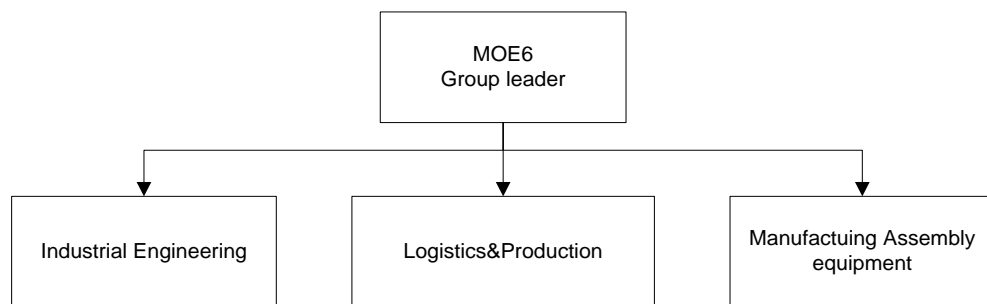 MOE6
Group leader
Industrial Engineering
Logistics&Production
Manufactuing Assembly
equipment